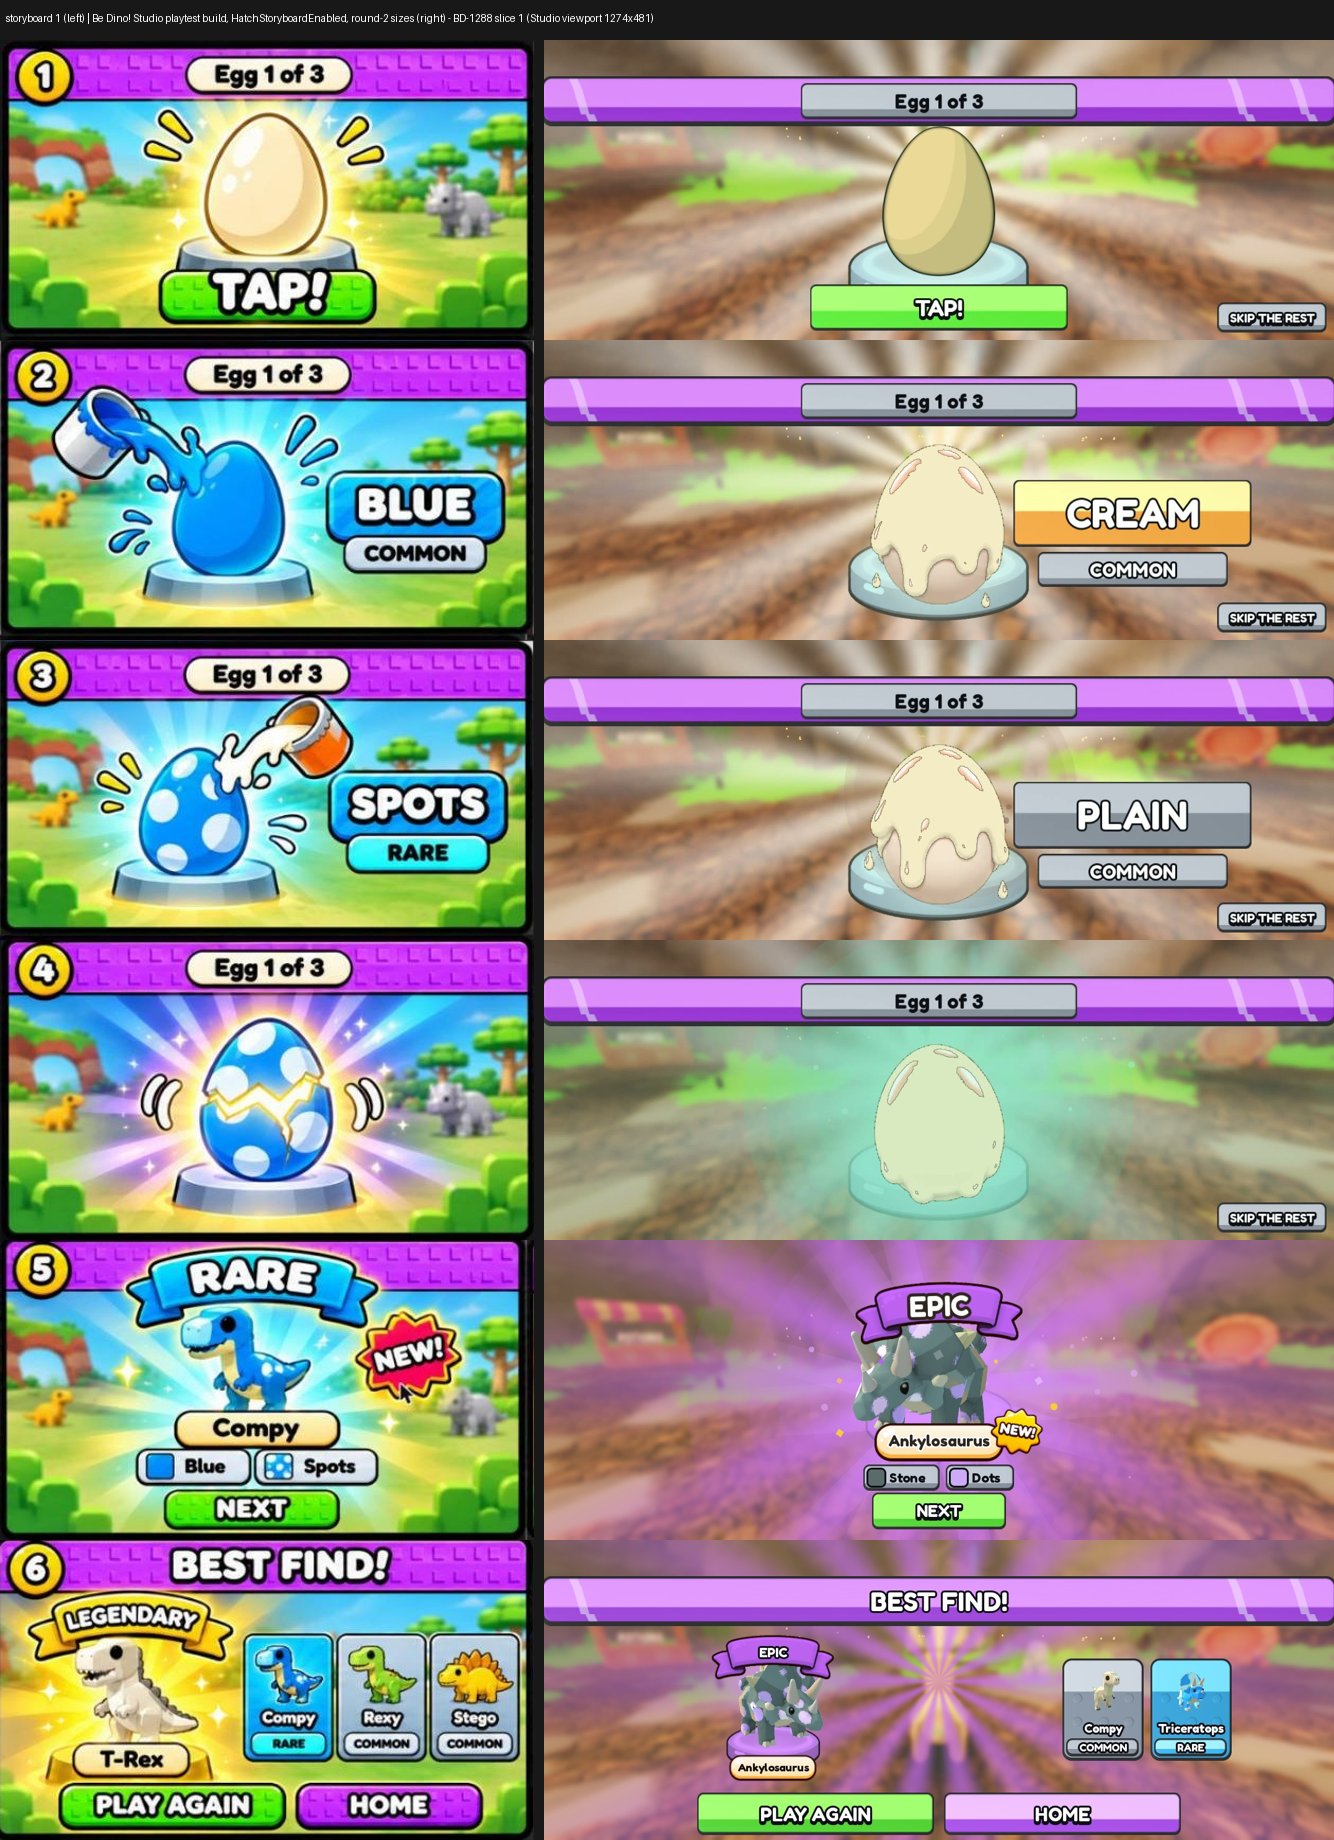 storyboard 1 (left) | Be Dino! Studio playtest build, HatchStoryboardEnabled, round-2 sizes (right) - BD-1288 slice 1 (Studio viewport 1274x481)
1
Egg 1 of 3
TAP!
Egg 1 of 3
TAP!
SKIP THE REST
2
Egg 1 of 3
BLUE
COMMON
Egg 1 of 3
CREAM
COMMON
SKIP THE REST
3
Egg 1 of 3
SPOTS
RARE
Egg 1 of 3
PLAIN
COMMON
SKIP THE REST
4
Egg 1 of 3
Egg 1 of 3
SKIP THE REST
5
RARE
NEW!
Compy
Blue
Spots
NEXT
EPIC
Ankylosaurus
NEW!
Stone
Dots
NEXT
6
BEST FIND!
LEGENDARY
T-Rex
Compy
RARE
Rexy
COMMON
Stego
COMMON
PLAY AGAIN
HOME
BEST FIND!
EPIC
Ankylosaurus
Compy
COMMON
Triceratops
RARE
PLAY AGAIN
HOME